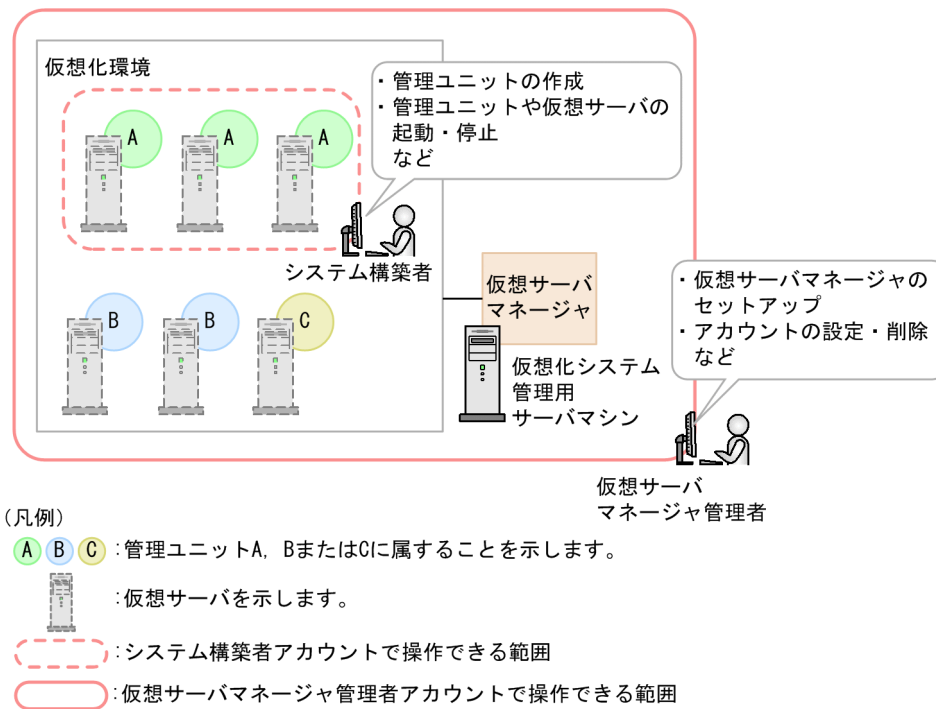 仮想化環境
・管理ユニットの作成
・管理ユニットや仮想サーバの
起動・停止
など
A
A
A
システム構築者
B
B
C
仮想サーバ
マネージャ
仮想化システム
管理用
サーバマシン
・仮想サーバマネージャの
セットアップ
・アカウントの設定・削除
など
仮想サーバ
マネージャ管理者
（凡例）
A B C ：管理ユニットA，BまたはCに属することを示します。
：仮想サーバを示します。
：システム構築者アカウントで操作できる範囲
：仮想サーバマネージャ管理者アカウントで操作できる範囲